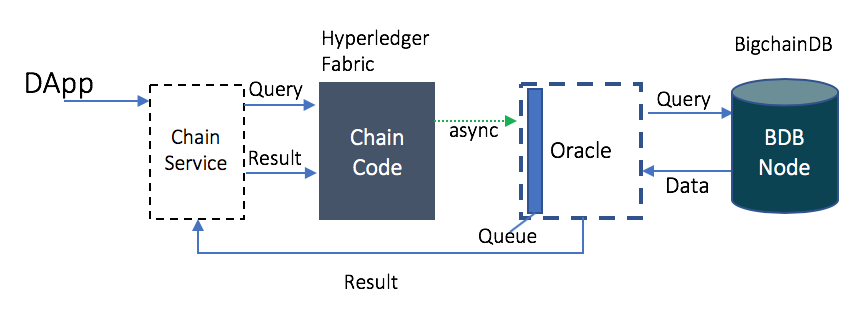 Hyperledger
Fabric
BigchainDB
DApp
Query
Query
Chain
Service
Chain
Code
async
Oracle
BDB
Node
Result
Data
Queue
Result